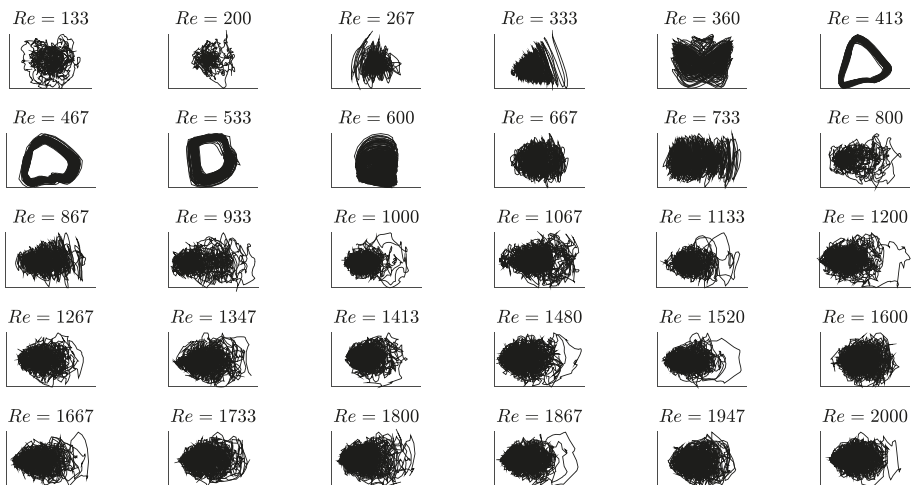 Re = 133 Re = 200 Re = 267 Re = 333 Re = 360 Re = 413
Re = 467 Re = 533 Re = 600 Re = 667 Re = 733 Re = 800
Re = 867 Re = 933 Re = 1000 Re = 1067 Re = 1133 Re = 1200
Re = 1267 Re = 1347 Re = 1413 Re = 1480 Re = 1520 Re = 1600
Re = 1667 Re = 1733 Re = 1800 Re = 1867 Re = 1947 Re = 2000